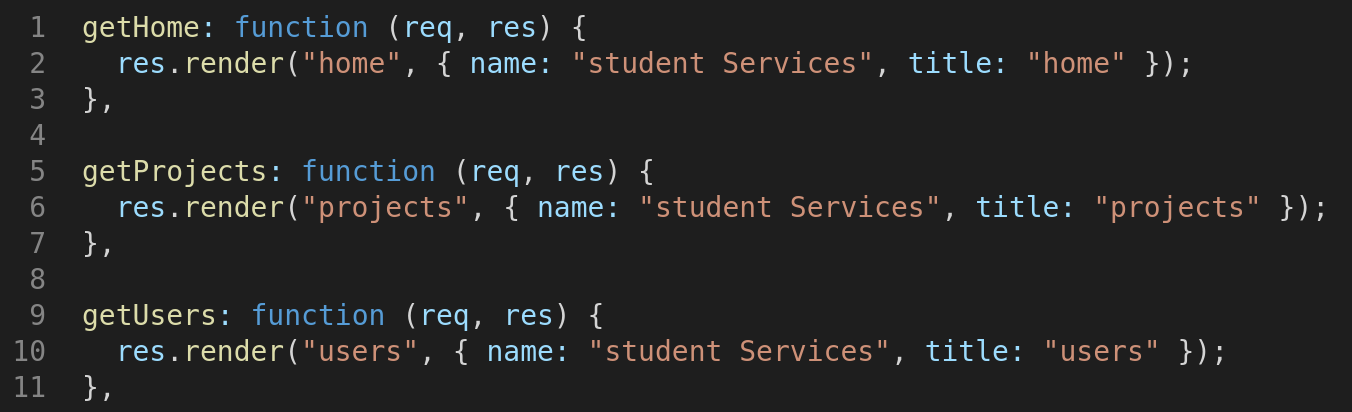 1 getHome: function (req, res) {
2   res.render("home", { name: "student Services", title: "home" });
3 },
4
5 getProjects: function (req, res) {
6   res.render("projects", { name: "student Services", title: "projects" });
7 },
8
9 getUsers: function (req, res) {
10   res.render("users", { name: "student Services", title: "users" });
11 },